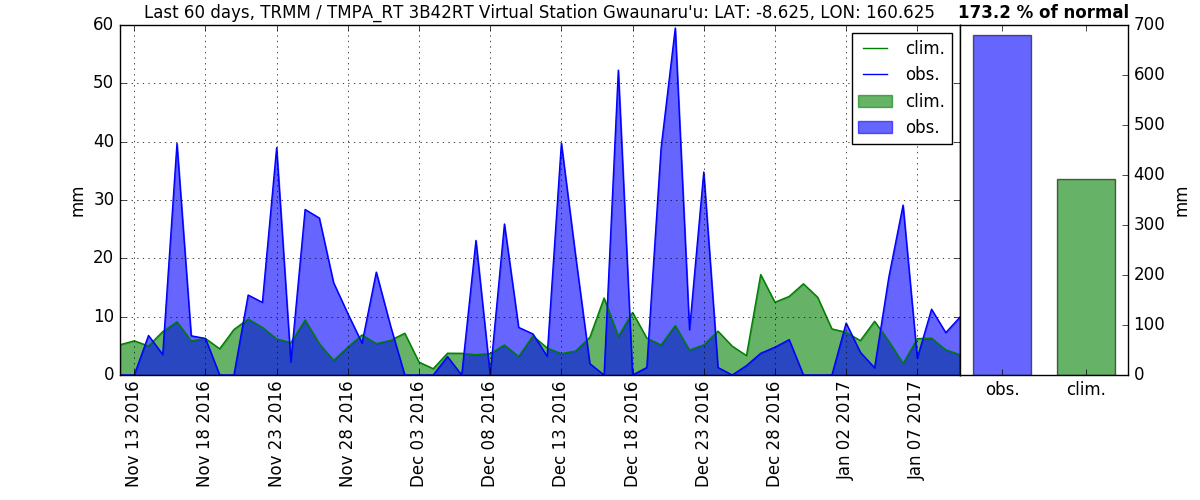 Last 60 days, TRMM / TMPA_RT 3B42RT Virtual Station Gwaunaru'u: LAT: -8.625, LON: 160.625
173.2 % of normal
60
50
40
30
20
10
0
mm
clim.
obs.
clim.
obs.
Nov 13 2016
Nov 18 2016
Nov 23 2016
Nov 28 2016
Dec 03 2016
Dec 08 2016
Dec 13 2016
Dec 18 2016
Dec 23 2016
Dec 28 2016
Jan 02 2017
Jan 07 2017
700
600
500
400
300
200
100
0
mm
obs.
clim.